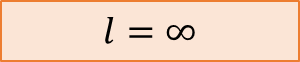 l = ∞